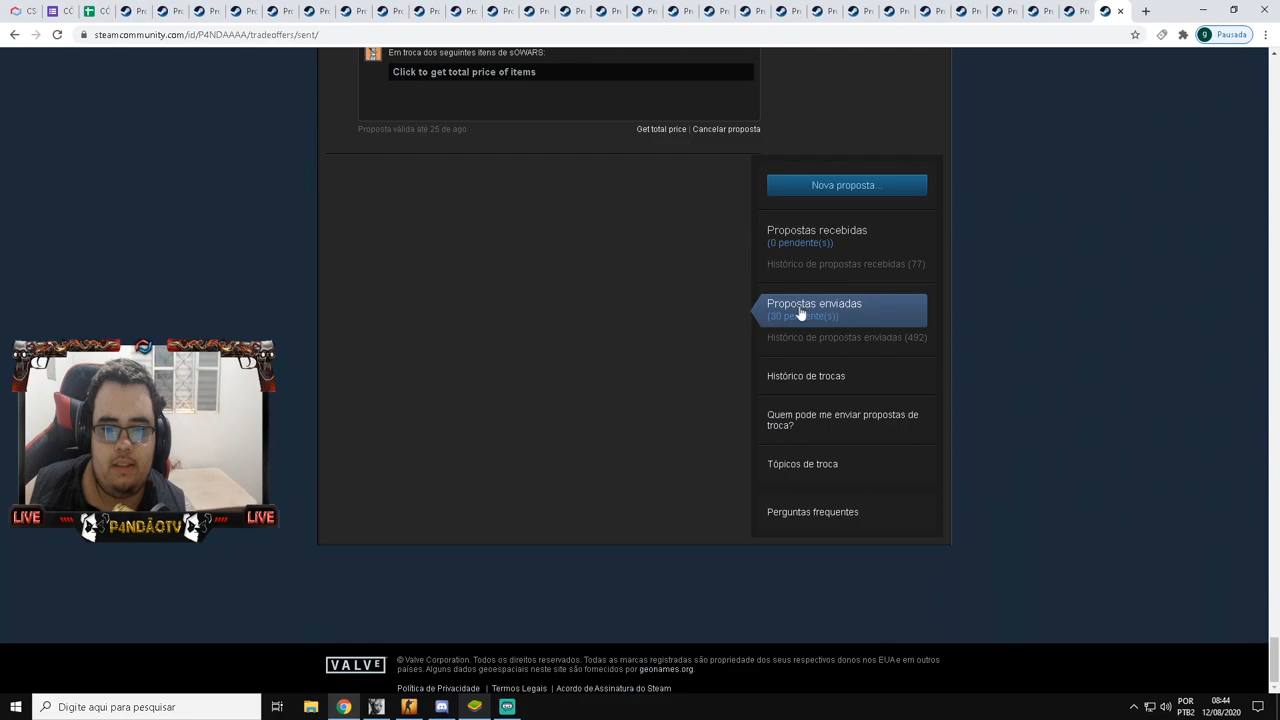 steamcommunity.com/id/P4NDAAAA/tradeoffers/sent/
g
Pausada
Em troca dos seguintes itens de sOWARS:
Click to get total price of items
Proposta válida até 25 de ago
Get total price | Cancelar proposta
Nova proposta...
Propostas recebidas
(0 pendente(s))
Histórico de propostas recebidas (77)
Propostas enviadas
(30 pendente(s))
Histórico de propostas enviadas (492)
Histórico de trocas
Quem pode me enviar propostas de
troca?
Tópicos de troca
Perguntas frequentes
LIVE
P4NDÃOTV
LIVE
VALVE
© Valve Corporation. Todos os direitos reservados. Todas as marcas registradas são propriedade dos seus respectivos donos nos EUA e em outros
países. Alguns dados geoespaciais neste site são fornecidos por geonames.org.
Política de Privacidade | Termos Legais | Acordo de Assinatura do Steam
Digite aqui para pesquisar
POR
PTB2
08:44
12/08/2020